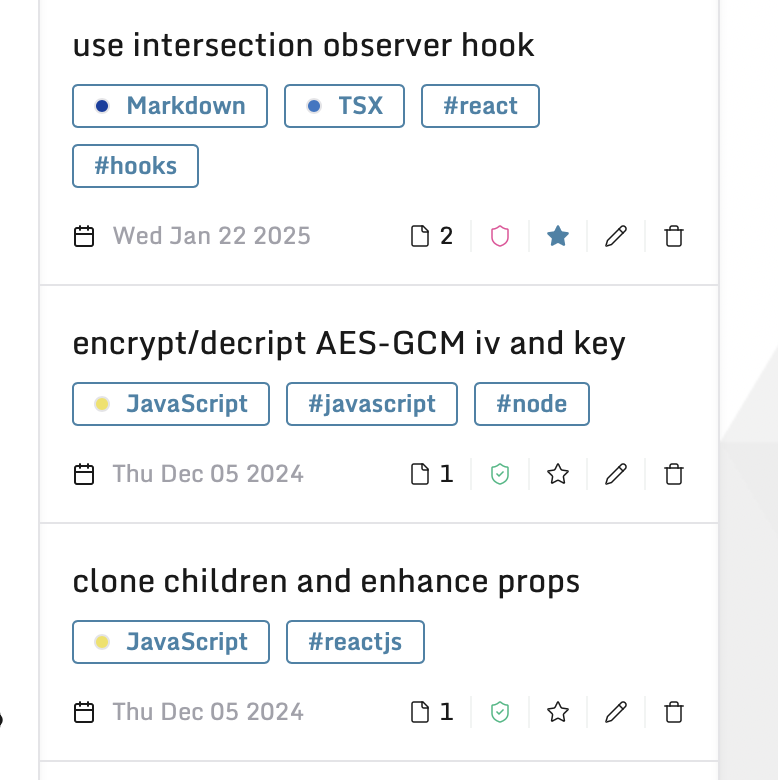 use intersection observer hook
Markdown TSX #react
#hooks
Wed Jan 22 2025 2
encrypt/decript AES-GCM iv and key
JavaScript #javascript #node
Thu Dec 05 2024 1
clone children and enhance props
JavaScript #reactjs
Thu Dec 05 2024 1